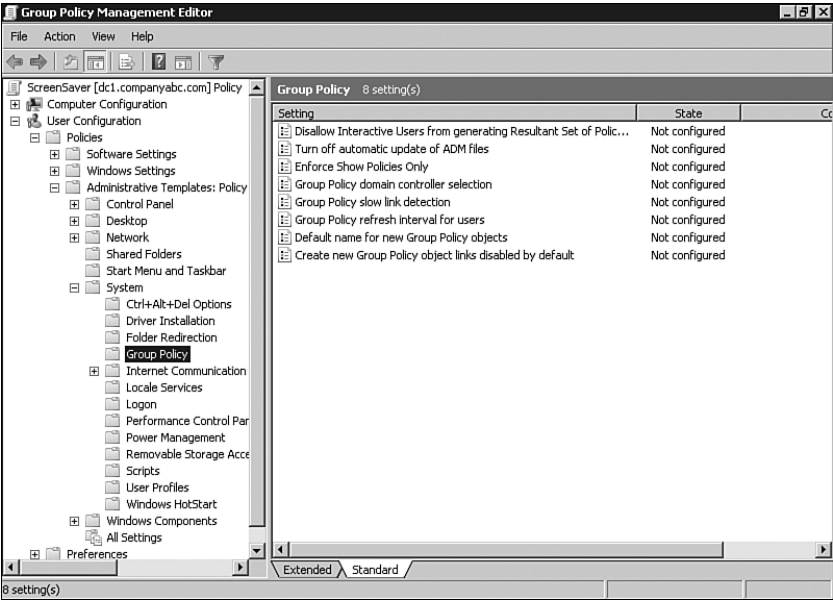 Group Policy Management Editor
File Action View Help
ScreenSaver [dc1.companyabc.com] Policy
Computer Configuration
User Configuration
Policies
Software Settings
Windows Settings
Administrative Templates: Policy
Control Panel
Desktop
Network
Shared Folders
Start Menu and Taskbar
System
Ctrl+Alt+Del Options
Driver Installation
Folder Redirection
Group Policy
Internet Communication
Locale Services
Logon
Performance Control Par
Power Management
Removable Storage Acce
Scripts
User Profiles
Windows HotStart
Windows Components
All Settings
Preferences
Group Policy 8 setting(s)
Setting State Co
Disallow Interactive Users from generating Resultant Set of Polic... Not configured
Turn off automatic update of ADM files Not configured
Enforce Show Policies Only Not configured
Group Policy domain controller selection Not configured
Group Policy slow link detection Not configured
Group Policy refresh interval for users Not configured
Default name for new Group Policy objects Not configured
Create new Group Policy object links disabled by default Not configured
Extended Standard
8 setting(s)